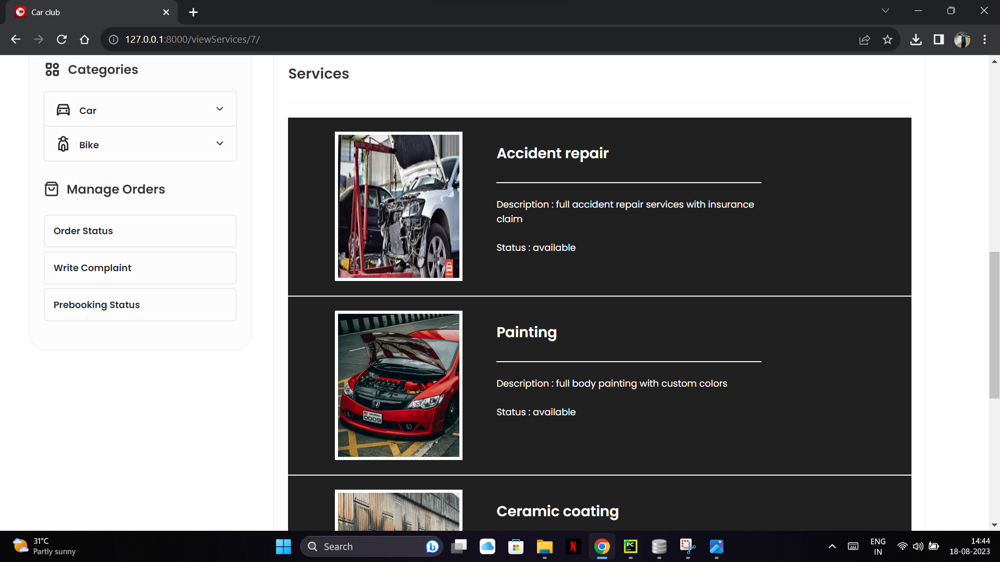 Car club
127.0.0.1:8000/viewServices/7/
Categories
Car
Bike
Manage Orders
Order Status
Write Complaint
Prebooking Status
Services
Accident repair
Description : full accident repair services with insurance
claim
Status : available
Painting
Description : full body painting with custom colors
Status : available
0009
Ceramic coating
31°C
Partly sunny
Search
N
PC
ENG
IN
14:44
18-08-2023